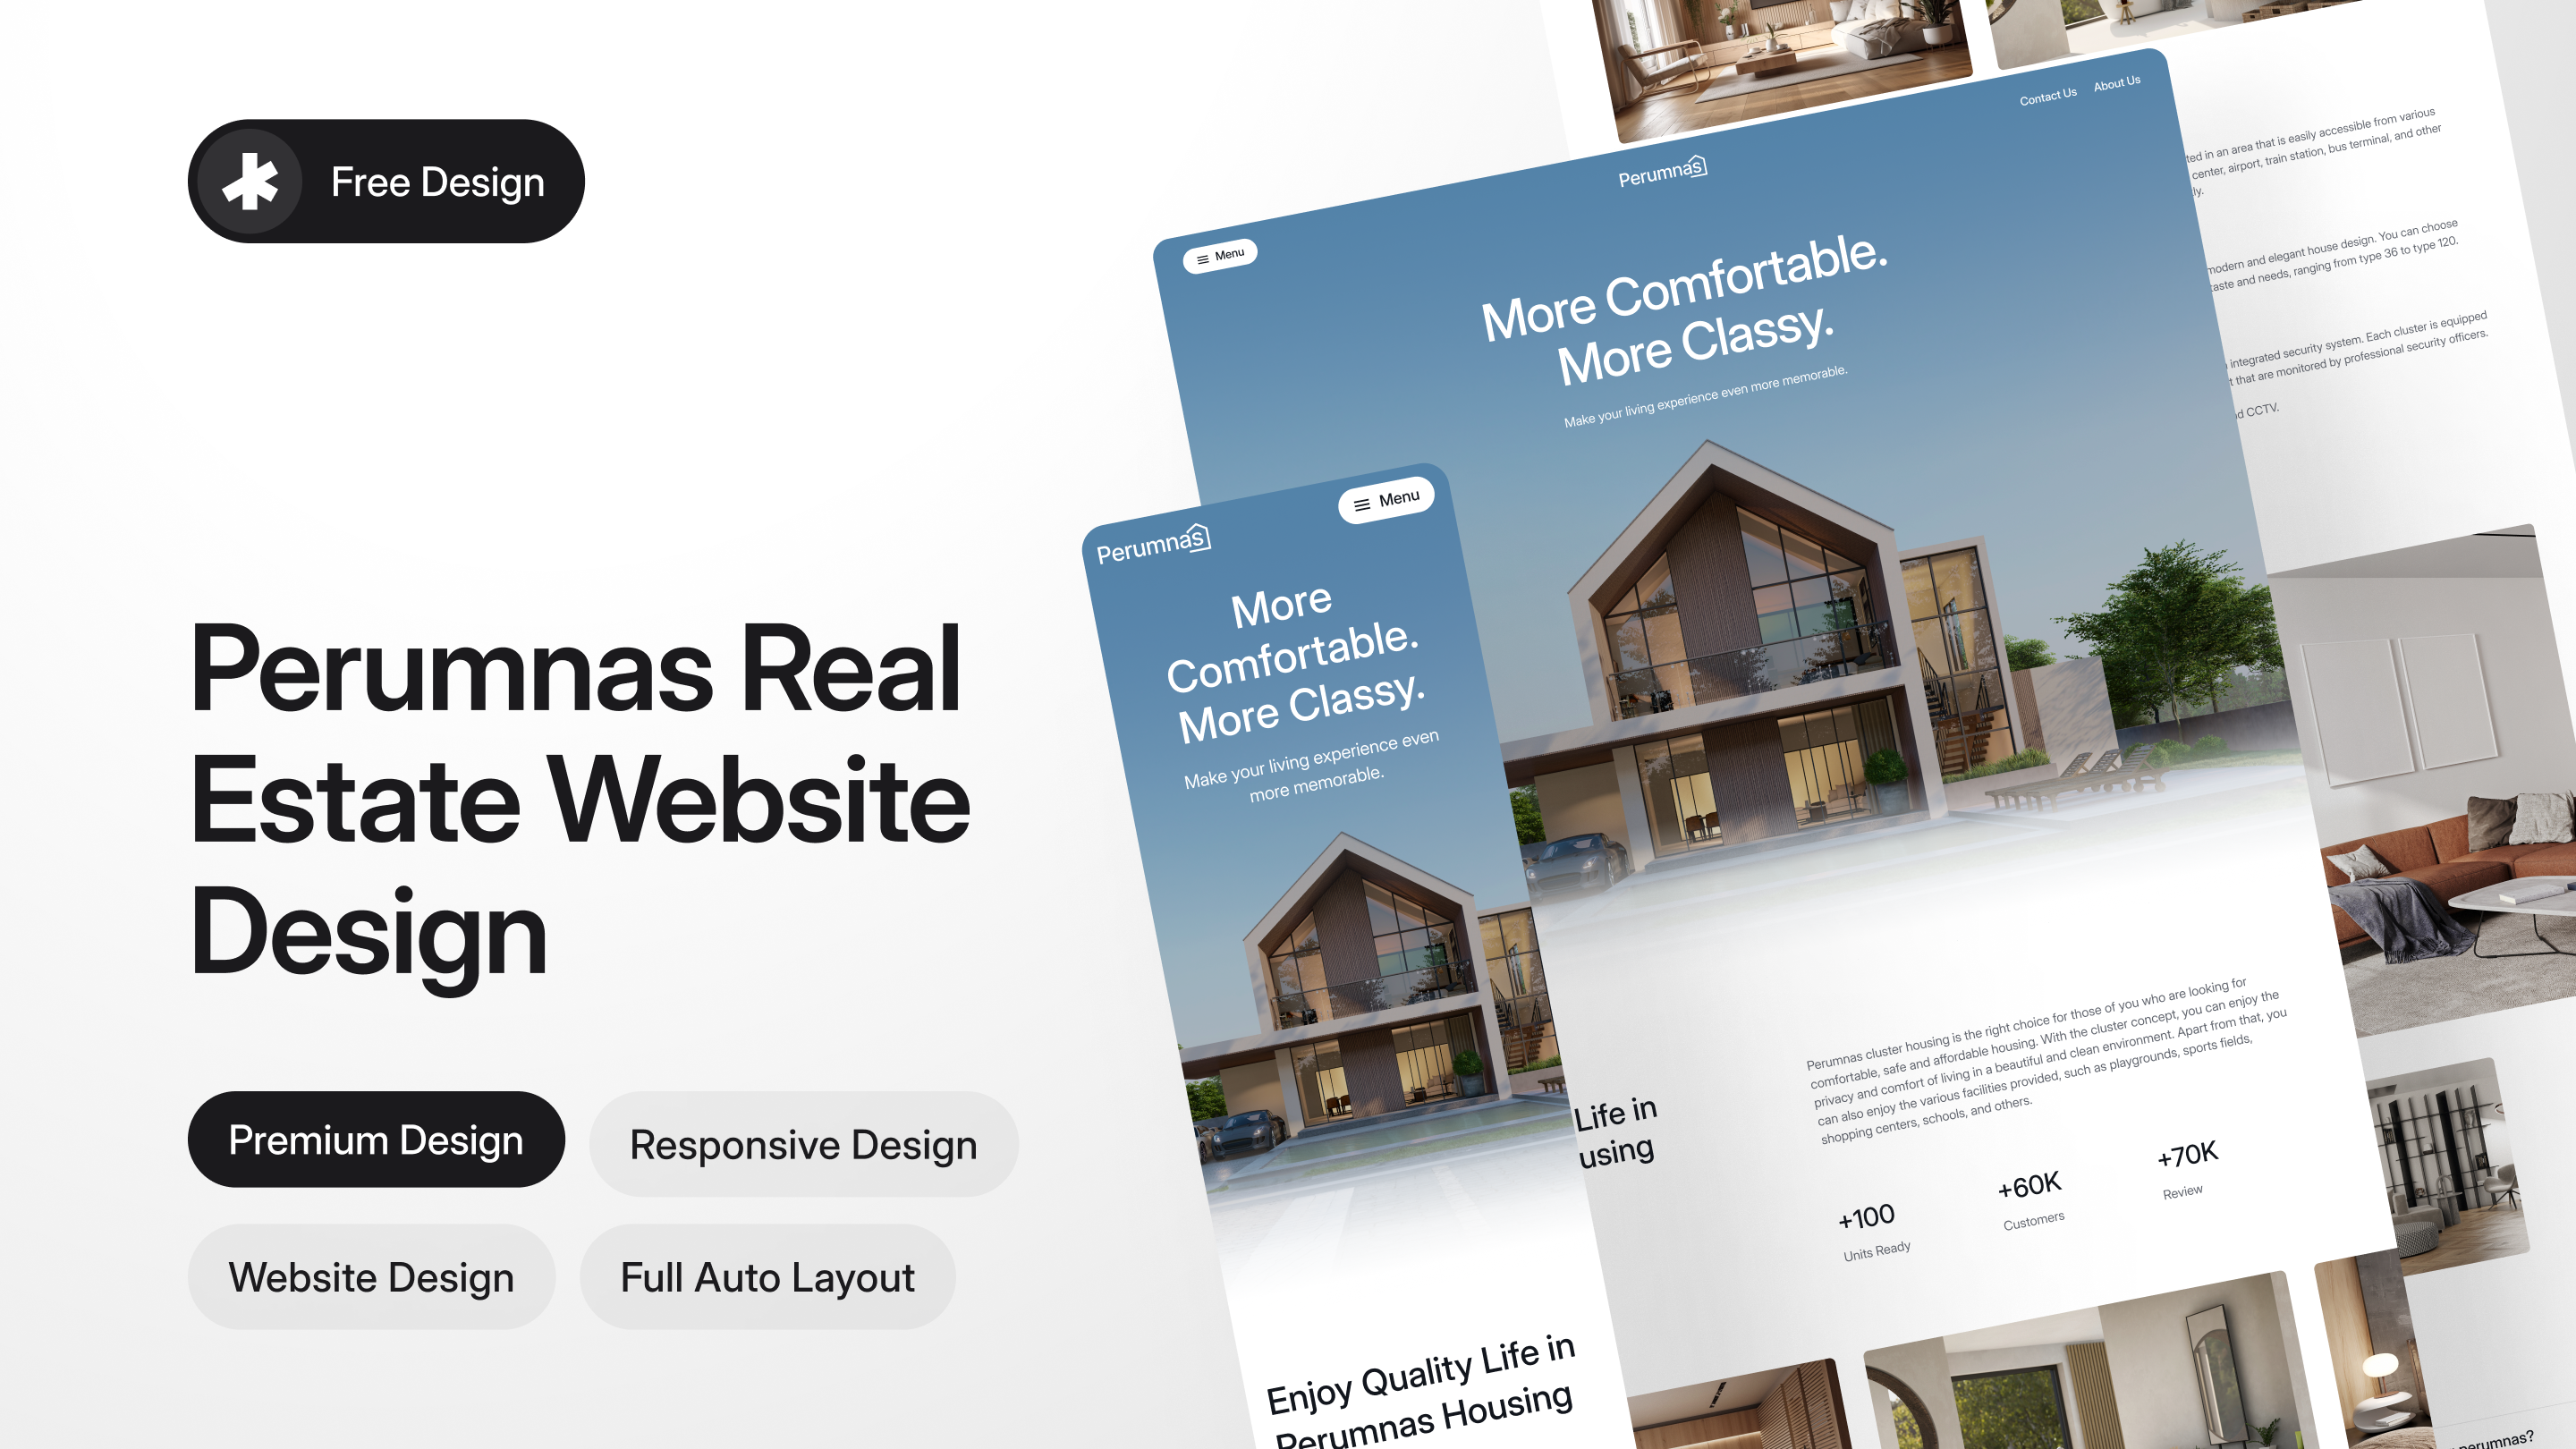 Free Design
Perumnas Real
Estate Website
Design
Premium Design
Responsive Design
Website Design
Full Auto Layout
Menu
Perumnas
Contact Us
About Us
More Comfortable.
More Classy.
Make your living experience even more memorable.
Life in
using
Perumnas cluster housing is the right choice for those of you who are looking for
comfortable, safe and affordable housing. With the cluster concept, you can enjoy the
privacy and comfort of living in a beautiful and clean environment. Apart from that, you
can also enjoy the various facilities provided, such as playgrounds, sports fields,
shopping centers, schools, and others.
+100
Units Ready
+60K
Customers
+70K
Review
Perumnas
Menu
More
Comfortable.
More Classy.
Make your living experience even
more memorable.
Enjoy Quality Life in
Perumnas Housing
in an area that is easily accessible from various
center, airport, train station, bus terminal, and other
modern and elegant house design. You can choose
taste and needs, ranging from type 36 to type 120.
integrated security system. Each cluster is equipped
that are monitored by professional security officers.
CCTV.
perumnas?